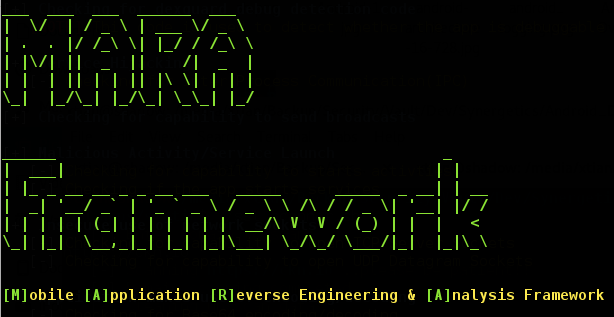 MARA
Framework
[M]obile [A]pplication [R]everse Engineering & [A]nalysis Framework